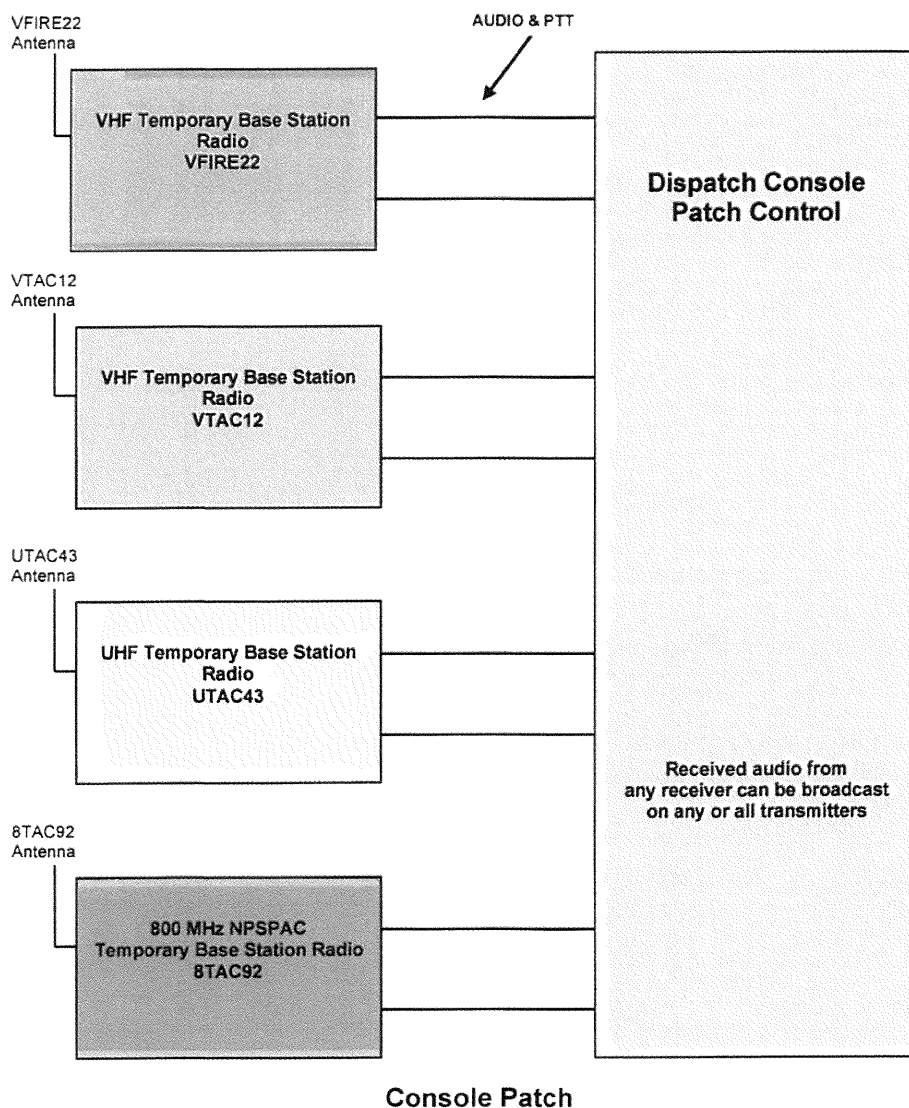 VFIRE22
Antenna
AUDIO & PTT
VHF Temporary Base Station
Radio
VFIRE22
Dispatch Console
Patch Control
VTAC12
Antenna
VHF Temporary Base Station
Radio
VTAC12
UTAC43
Antenna
UHF Temporary Base Station
Radio
UTAC43
Received audio from
any receiver can be broadcast
on any or all transmitters
8TAC92
Antenna
800 MHz NPSPAC
Temporary Base Station Radio
8TAC92
Console Patch